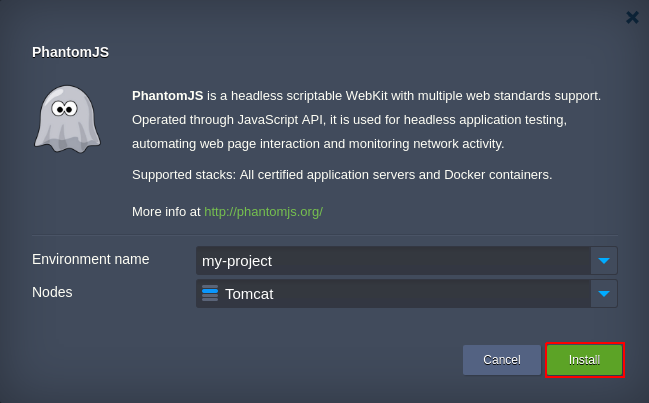 PhantomJS
PhantomJS is a headless scriptable WebKit with multiple web standards support.
Operated through JavaScript API, it is used for headless application testing,
automating web page interaction and monitoring network activity.
Supported stacks: All certified application servers and Docker containers.
More info at http://phantomjs.org/
Environment name my-project
Nodes Tomcat
Cancel Install